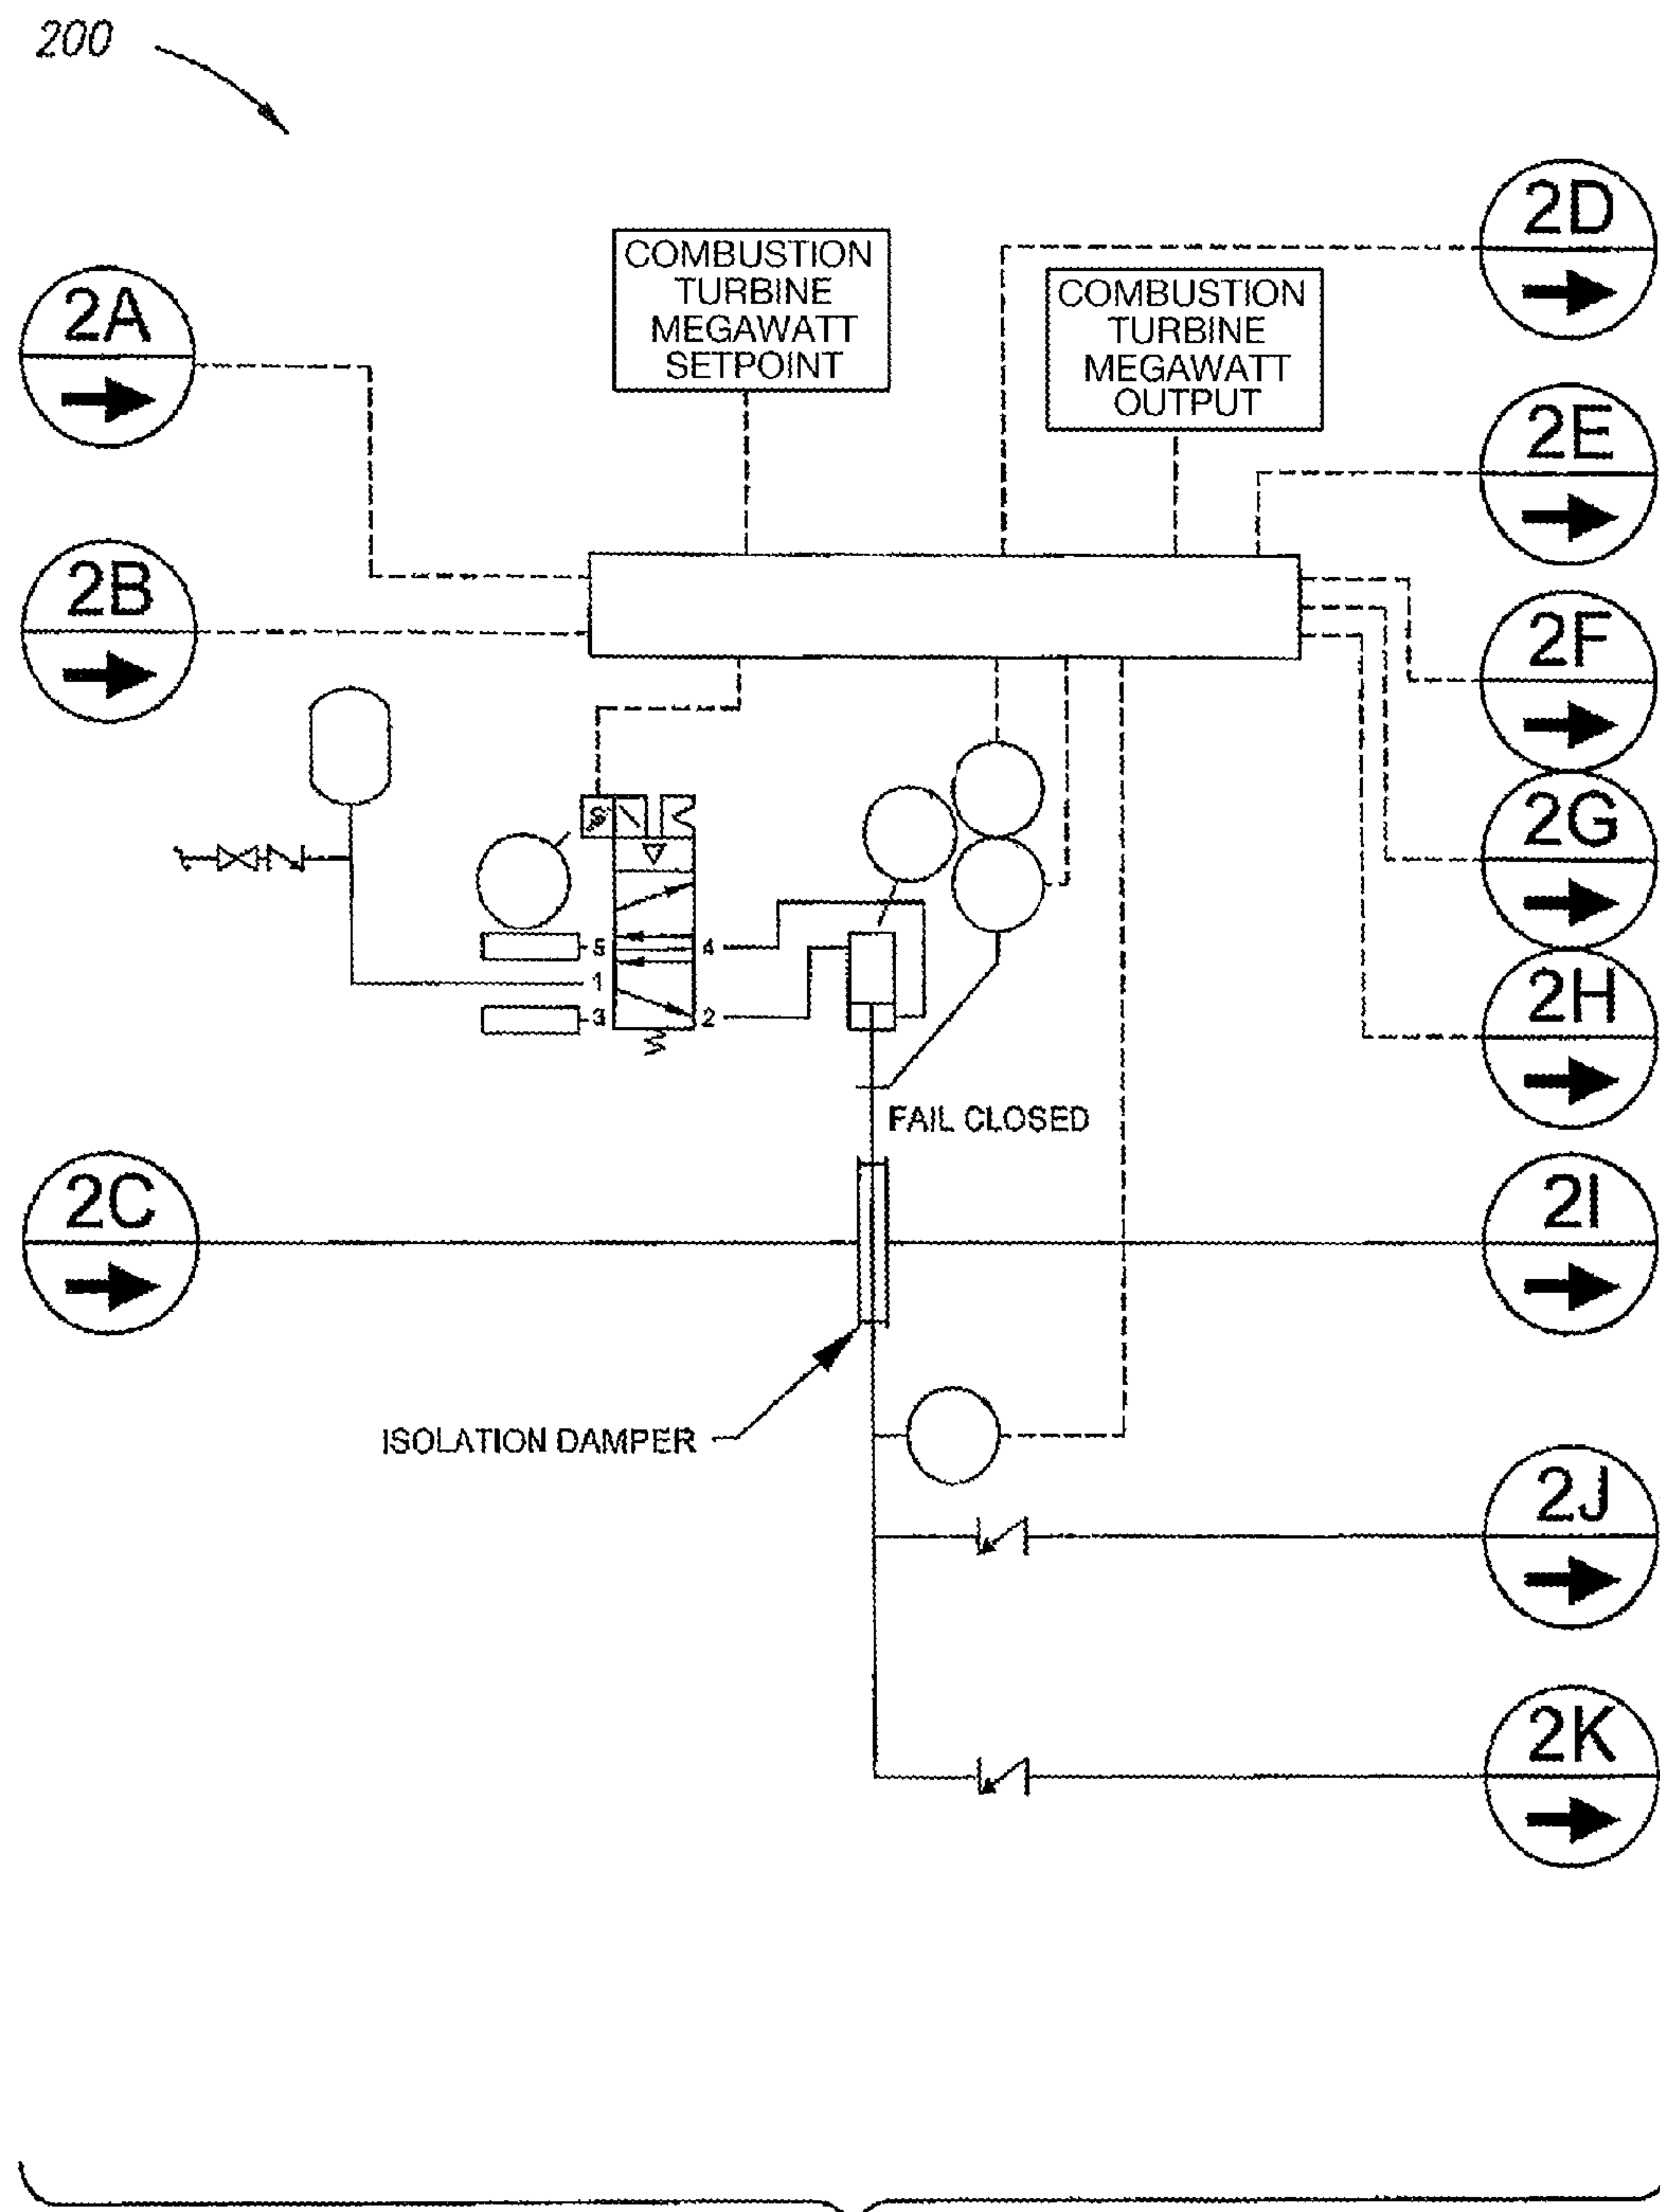 200
2D
COMBUSTION
TURBINE
MEGAWATT
SETPOINT
COMBUSTION
TURBINE
MEGAWATT
OUTPUT
2A
2E
2B
2F
S
2G
5
4
1
3
2
2H
FAIL CLOSED
2C
2I
ISOLATION DAMPER
2J
2K